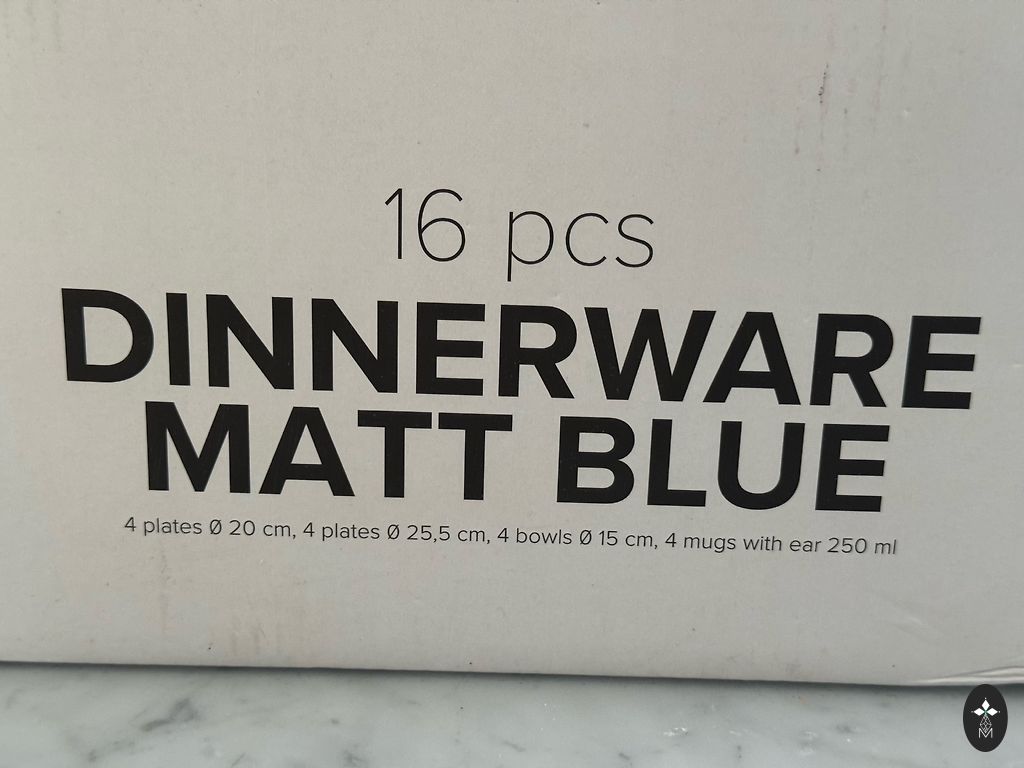 16 pcs
DINNERWARE
MATT BLUE
4 plates Ø 20 cm, 4 plates Ø 25,5 cm, 4 bowls Ø 15 cm, 4 mugs with ear 250 ml
M